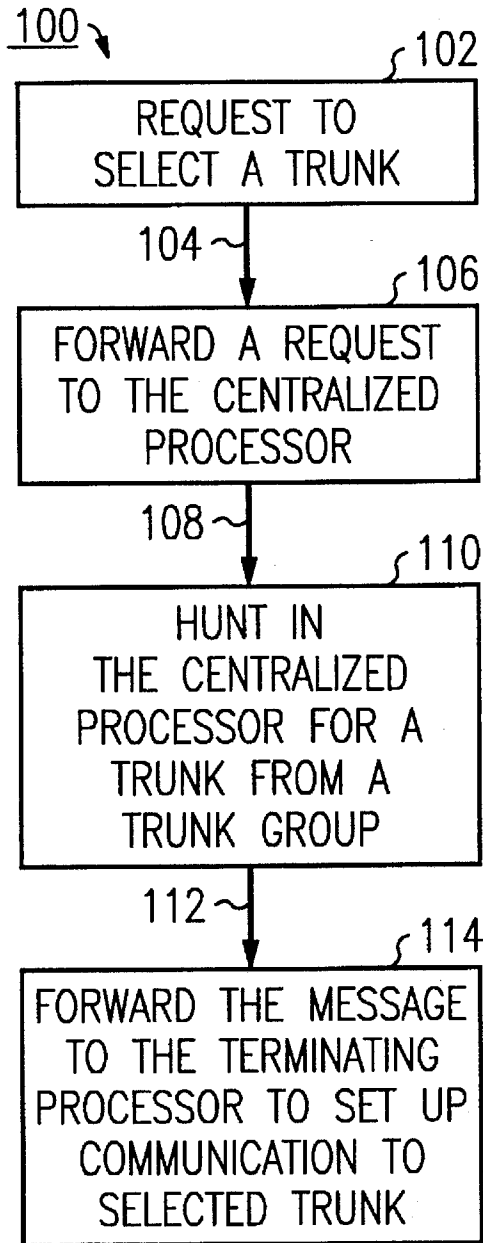 100
102
REQUEST TO
SELECT A TRUNK
104
106
FORWARD A REQUEST
TO THE CENTRALIZED
PROCESSOR
108
110
HUNT IN
THE CENTRALIZED
PROCESSOR FOR A
TRUNK FROM A
TRUNK GROUP
112
114
FORWARD THE MESSAGE
TO THE TERMINATING
PROCESSOR TO SET UP
COMMUNICATION TO
SELECTED TRUNK